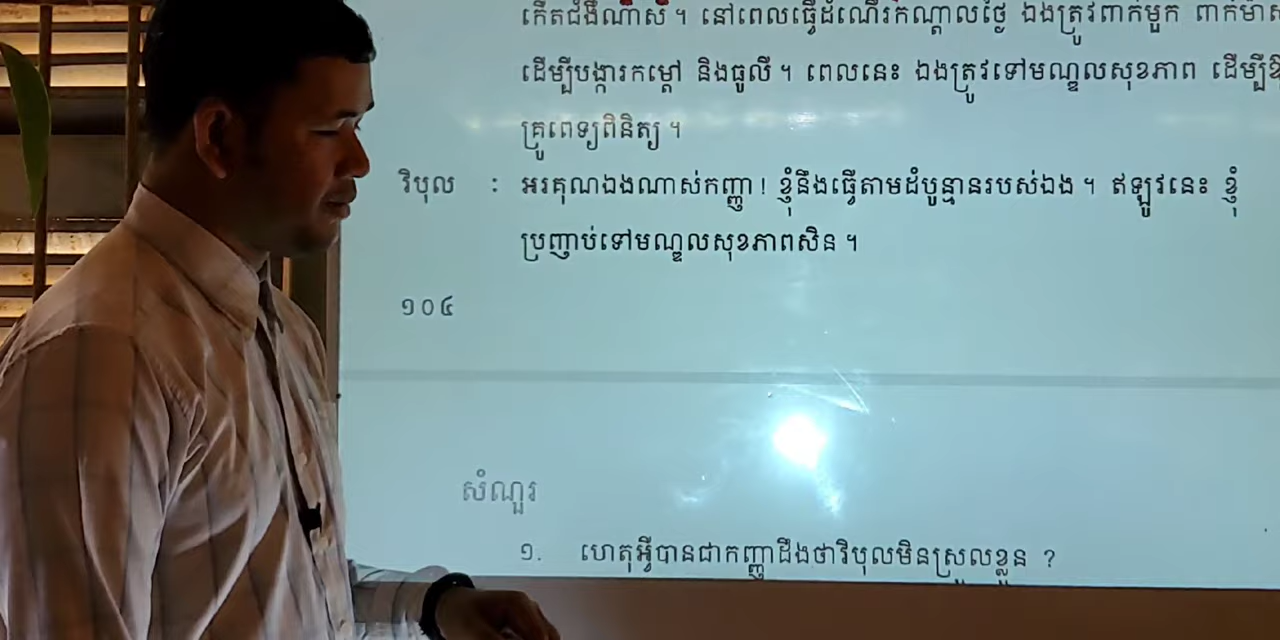 កើតជំងឺណាស់។ នៅពេលធ្វើដំណើរកណ្ដាលថ្ងៃ ឯងត្រូវពាក់មួក ពាក់ម៉ាស
ដើម្បីបង្ការកម្ដៅ និងធូលី។ ពេលនេះ ឯងត្រូវទៅមណ្ឌលសុខភាព ដើម្បីឱ្យ
គ្រូពេទ្យពិនិត្យ។
វិបុល : អរគុណឯងណាស់កញ្ញា! ខ្ញុំនឹងធ្វើតាមដំបូន្មានរបស់ឯង។ ឥឡូវនេះ ខ្ញុំ
ប្រញាប់ទៅមណ្ឌលសុខភាពសិន។
១០៤
សំណួរ
១. ហេតុអ្វីបានជាកញ្ញាដឹងថាវិបុលមិនស្រួលខ្លួន ?